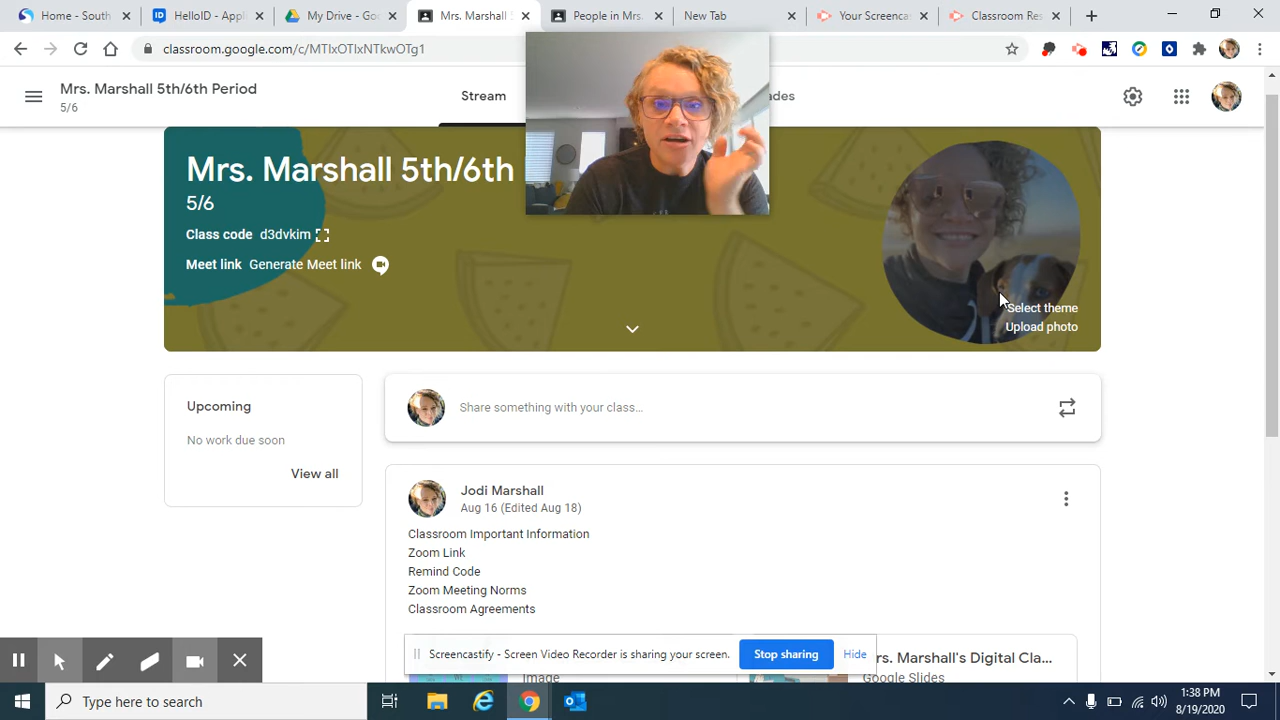 Home - South
HelloID - Appli
My Drive - Goo
Mrs. Marshall
People in Mrs.
New Tab
Your Screencas
Classroom Res
classroom.google.com/c/MTIxOTIxNTkwOTg1
Mrs. Marshall 5th/6th Period
5/6
Stream
Mrs. Marshall 5th/6th
5/6
Class code d3dvkim
Meet link Generate Meet link
Select theme
Upload photo
Upcoming
No work due soon
View all
Share something with your class...
Jodi Marshall
Aug 16 (Edited Aug 18)
Classroom Important Information
Zoom Link
Remind Code
Zoom Meeting Norms
Classroom Agreements
Screencastify - Screen Video Recorder is sharing your screen.
Stop sharing
Hide
rs. Marshall's Digital Cla...
Image
Google Slides
Type here to search
1:38 PM
8/19/2020